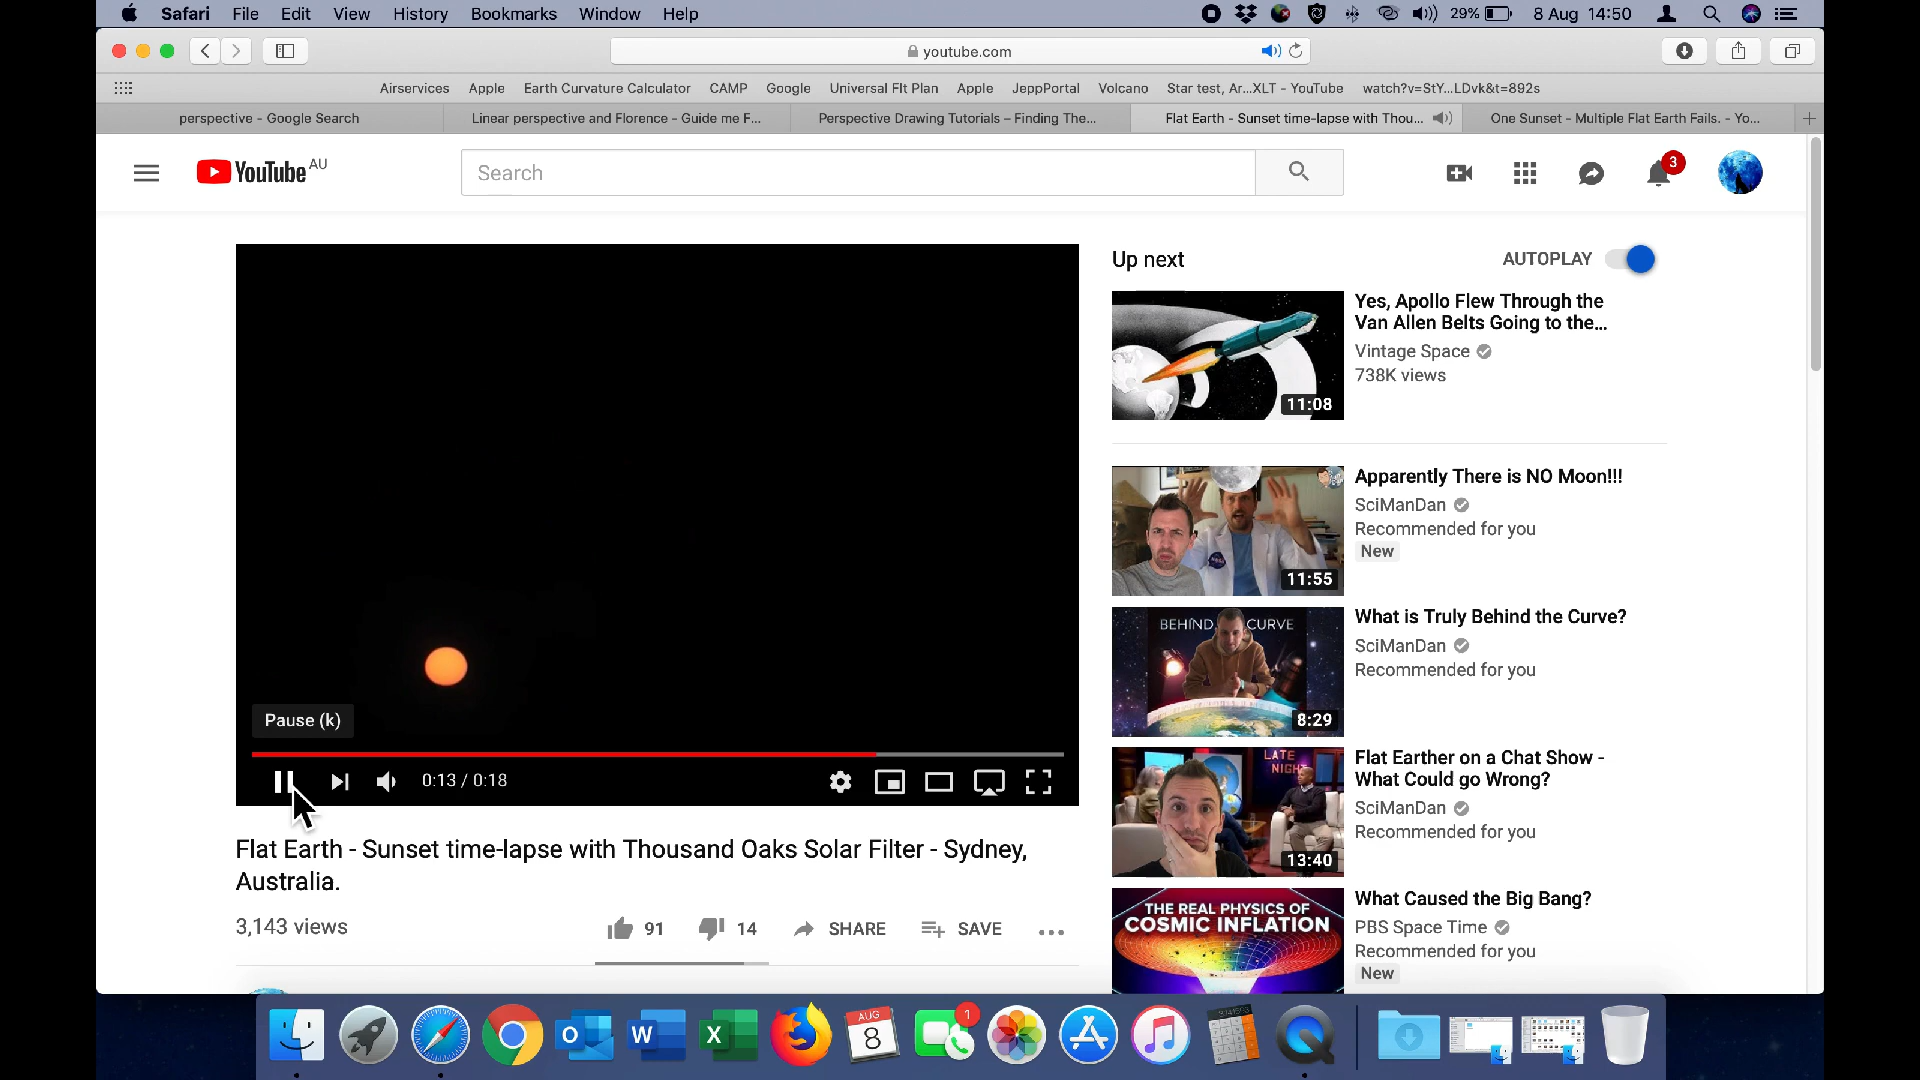 Safari File Edit View History Bookmarks Window Help 29% 8 Aug 14:50
youtube.com
Airservices Apple Earth Curvature Calculator CAMP Google Universal Flt Plan Apple JeppPortal Volcano Star test, Ar...XLT - YouTube watch?v=StY...LDvk&t=892s
perspective - Google Search Linear perspective and Florence - Guide me F... Perspective Drawing Tutorials – Finding The... Flat Earth - Sunset time-lapse with Thou... One Sunset - Multiple Flat Earth Fails. - Yo...
YouTube AU Search 3
Up next AUTOPLAY
Yes, Apollo Flew Through the
Van Allen Belts Going to the...
Vintage Space
738K views
11:08
Apparently There is NO Moon!!!
SciManDan
Recommended for you
New
11:55
What is Truly Behind the Curve?
SciManDan
Recommended for you
BEHIND CURVE
8:29
Flat Earther on a Chat Show -
What Could go Wrong?
SciManDan
Recommended for you
LATE
NIGHT
13:40
What Caused the Big Bang?
PBS Space Time
Recommended for you
New
THE REAL PHYSICS OF
COSMIC INFLATION
Pause (k)
0:13 / 0:18
Flat Earth - Sunset time-lapse with Thousand Oaks Solar Filter - Sydney,
Australia.
3,143 views 91 14 SHARE SAVE
AUG
8
1